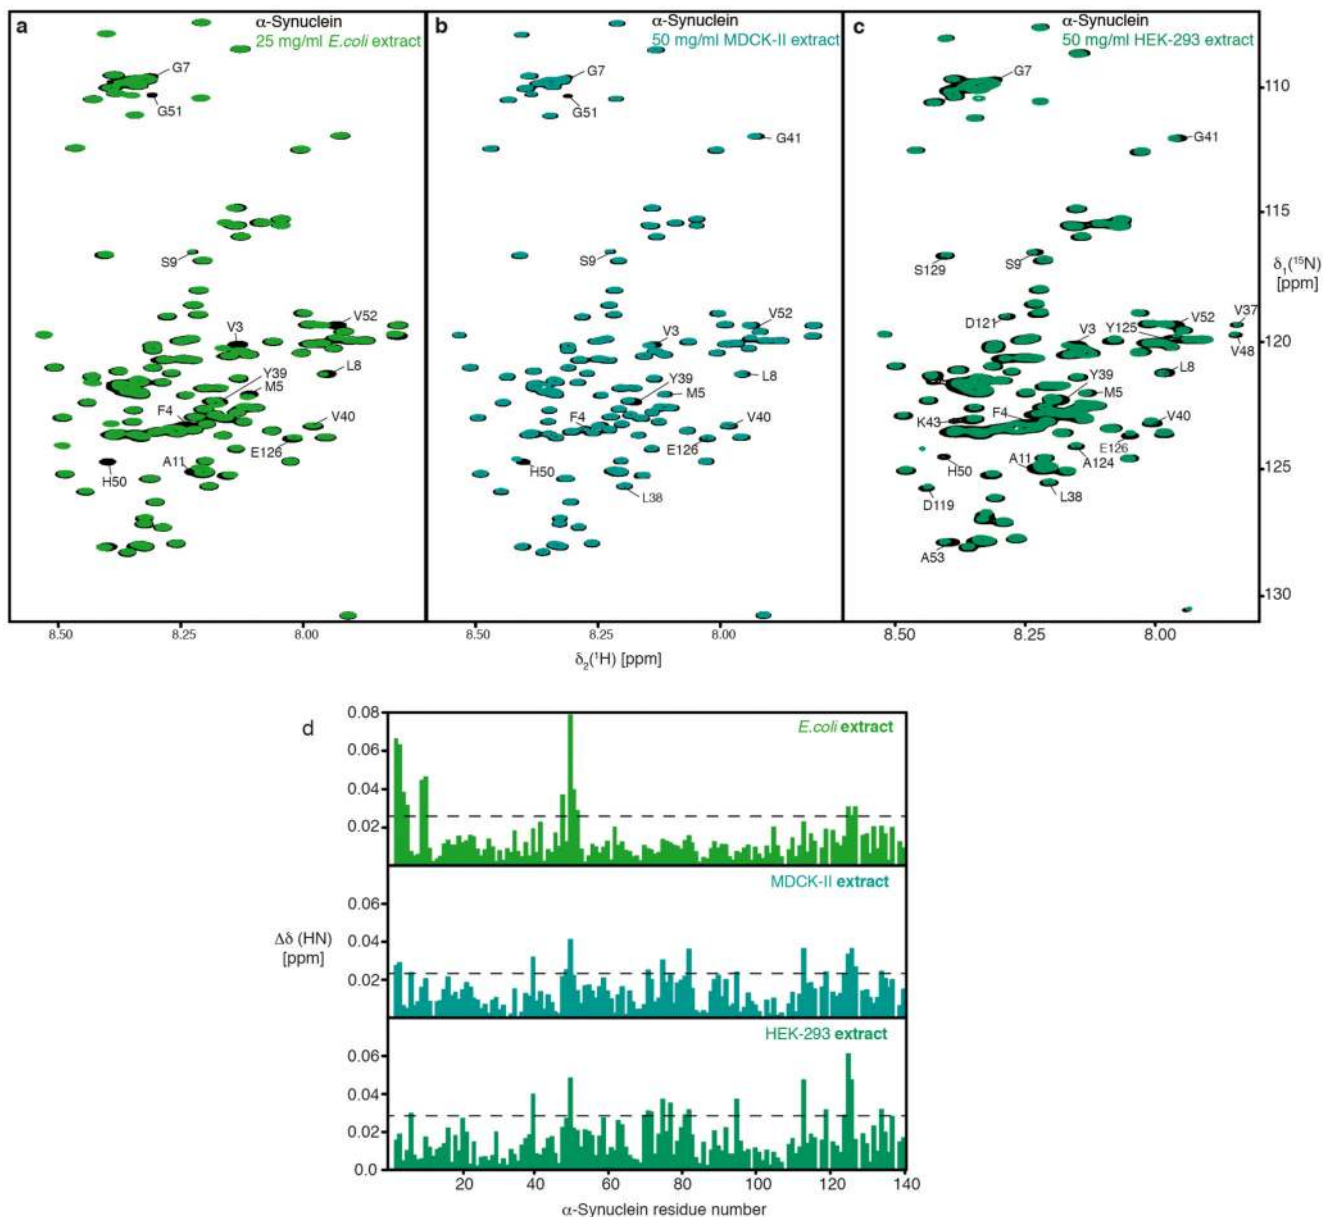 a
α-Synuclein
25 mg/ml E.coli extract
G7
G51
S9
V52
V3
L8
Y39
M5
F4
V40
E126
H50
A11
8.50
8.25
8.00
b
α-Synuclein
50 mg/ml MDCK-II extract
G7
G51
G41
S9
V52
V3
L8
Y39
M5
F4
V40
E126
H50
L38
8.50
8.25
8.00
δ2(¹H) [ppm]
c
α-Synuclein
50 mg/ml HEK-293 extract
G7
G41
S129
S9
D121
V52
V37
V3
Y125
V48
L8
Y39
M5
K43
F4
V40
E126
H50
A11
A124
D119
L38
A53
8.50
8.25
8.00
110
115
δ1(¹⁵N)
[ppm]
120
125
130
d
0.08
E.coli extract
0.06
0.04
0.02
MDCK-II extract
0.06
Δδ (HN)
[ppm]
0.04
0.02
HEK-293 extract
0.06
0.04
0.02
0.0
20
40
60
80
100
120
140
α-Synuclein residue number